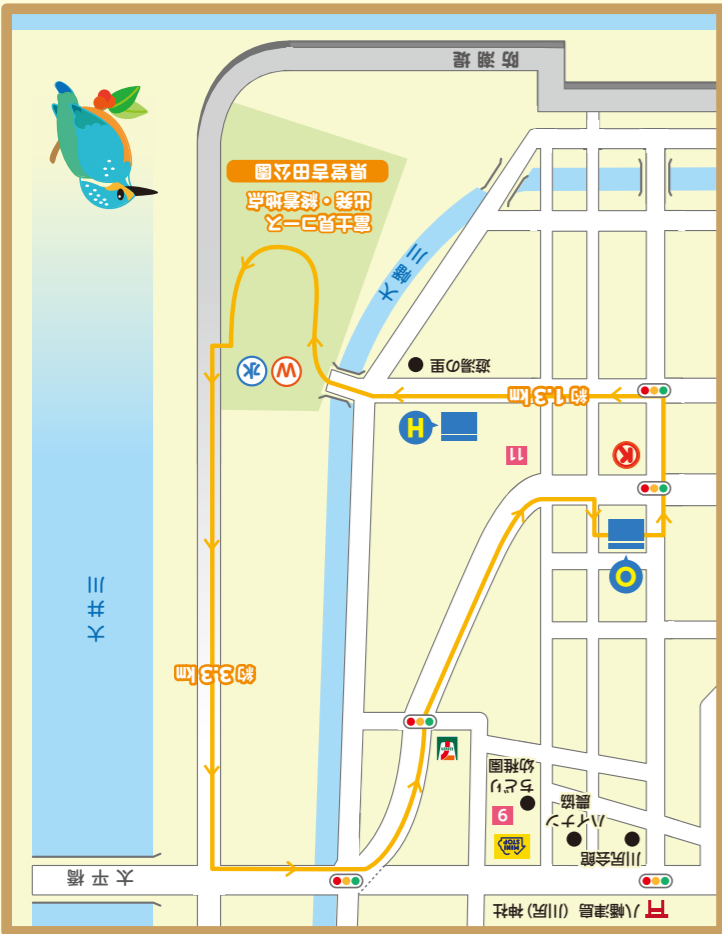 八幡津島（川尻）神社
太平橋
川尻会館
ハイナン
農協
MINI
STOP
9
ちどり
幼稚園
7
約3.3km
大井川
O
K
11
H
約1.3km
遊湯の里
W
水
大幡川
富士見コース
出発・終着地点
県営吉田公園
防潮堤